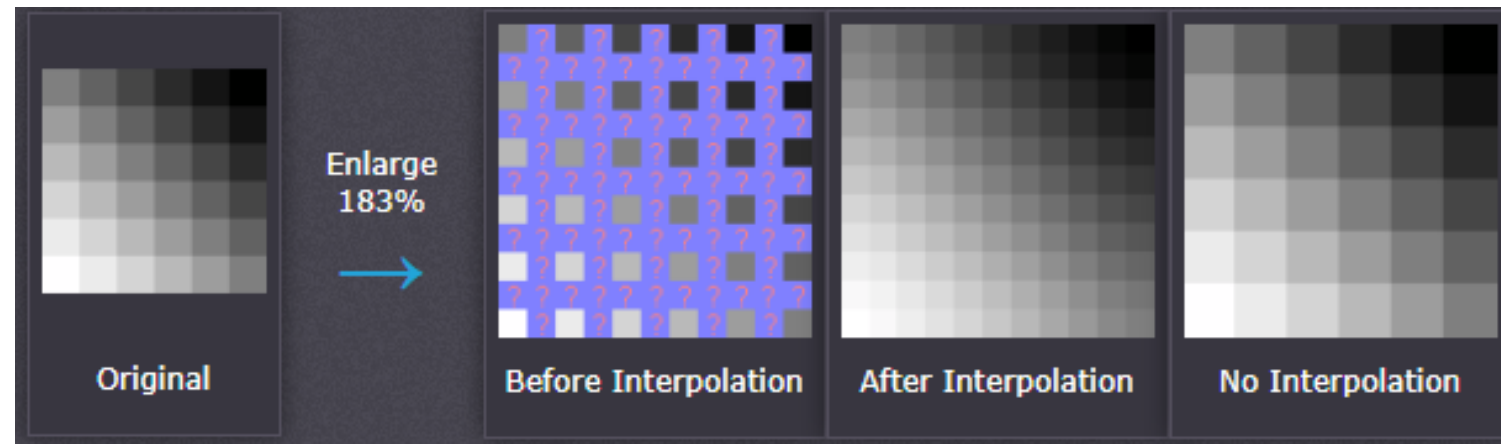 Enlarge
183%
→
Original
? ? ? ? ?
? ? ? ? ? ? ? ? ? ? ?
? ? ? ? ?
? ? ? ? ? ? ? ? ? ? ?
? ? ? ? ?
? ? ? ? ? ? ? ? ? ? ?
? ? ? ? ?
? ? ? ? ? ? ? ? ? ? ?
? ? ? ? ?
? ? ? ? ? ? ? ? ? ? ?
? ? ? ? ?
Before Interpolation
After Interpolation
No Interpolation